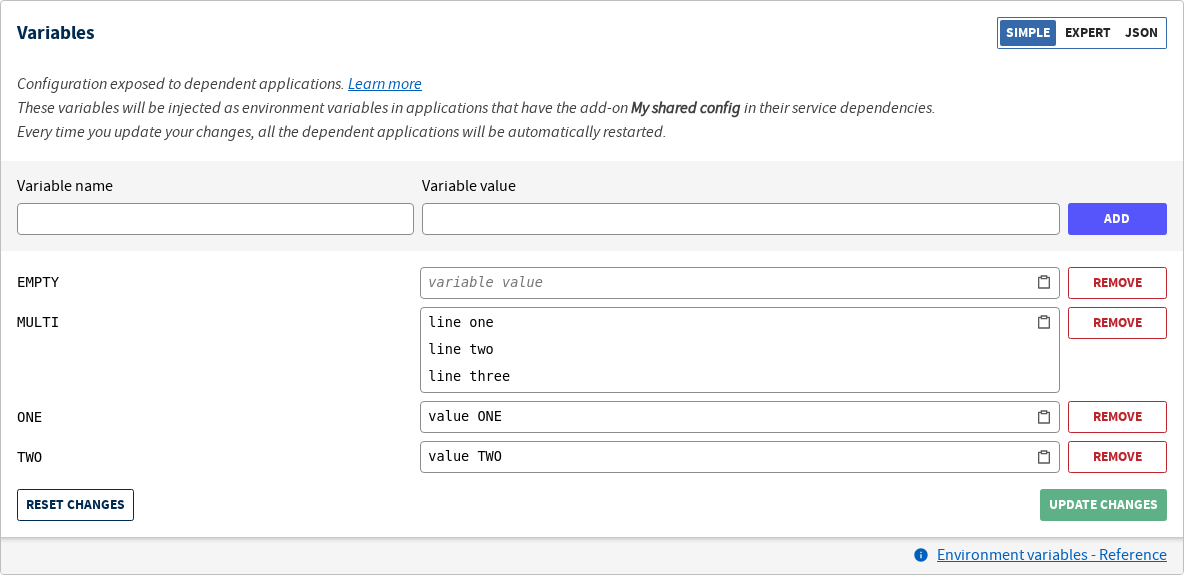 Variables
SIMPLE EXPERT JSON
Configuration exposed to dependent applications. Learn more
These variables will be injected as environment variables in applications that have the add-on My shared config in their service dependencies.
Every time you update your changes, all the dependent applications will be automatically restarted.
Variable name Variable value
ADD
EMPTY variable value REMOVE
MULTI line one REMOVE
line two
line three
ONE value ONE REMOVE
TWO value TWO REMOVE
RESET CHANGES UPDATE CHANGES
Environment variables - Reference